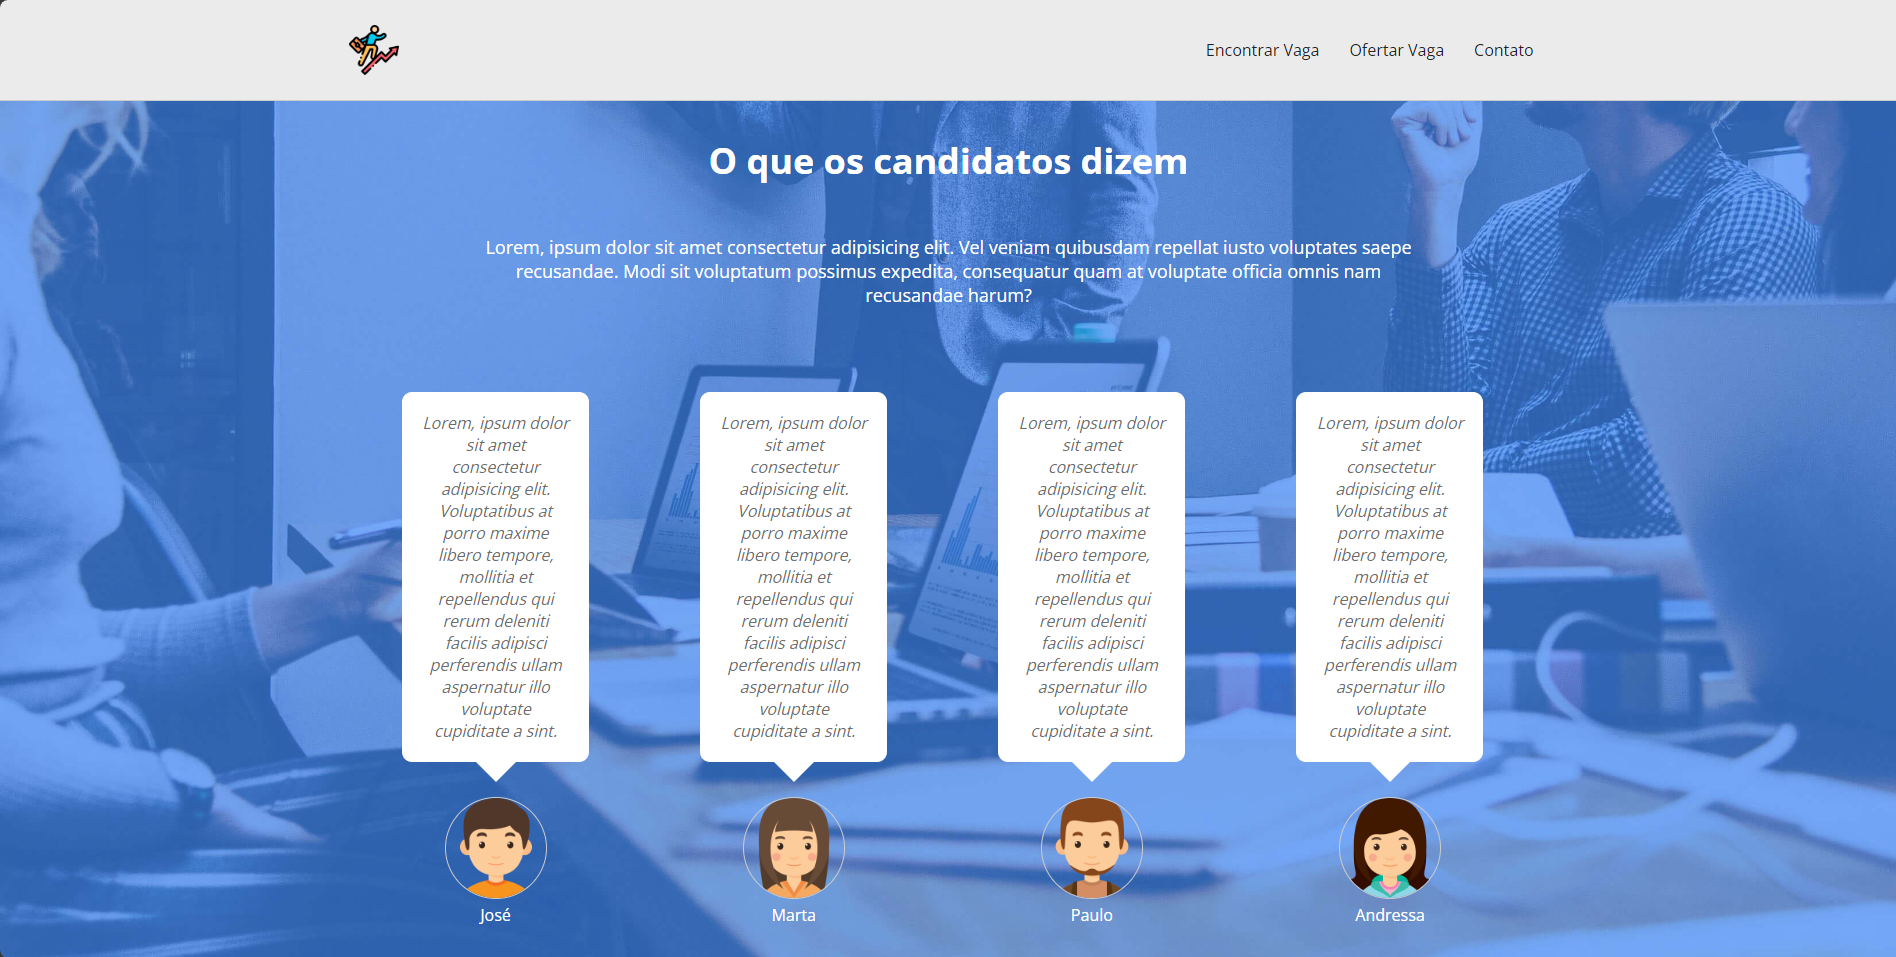 Encontrar Vaga
Ofertar Vaga
Contato
O que os candidatos dizem
Lorem, ipsum dolor sit amet consectetur adipisicing elit. Vel veniam quibusdam repellat iusto voluptates saepe
recusandae. Modi sit voluptatum possimus expedita, consequatur quam at voluptate officia omnis nam
recusandae harum?
Lorem, ipsum dolor
sit amet
consectetur
adipisicing elit.
Voluptatibus at
porro maxime
libero tempore,
mollitia et
repellendus qui
rerum deleniti
facilis adipisci
perferendis ullam
aspernatur illo
voluptate
cupiditate a sint.
José
Lorem, ipsum dolor
sit amet
consectetur
adipisicing elit.
Voluptatibus at
porro maxime
libero tempore,
mollitia et
repellendus qui
rerum deleniti
facilis adipisci
perferendis ullam
aspernatur illo
voluptate
cupiditate a sint.
Marta
Lorem, ipsum dolor
sit amet
consectetur
adipisicing elit.
Voluptatibus at
porro maxime
libero tempore,
mollitia et
repellendus qui
rerum deleniti
facilis adipisci
perferendis ullam
aspernatur illo
voluptate
cupiditate a sint.
Paulo
Lorem, ipsum dolor
sit amet
consectetur
adipisicing elit.
Voluptatibus at
porro maxime
libero tempore,
mollitia et
repellendus qui
rerum deleniti
facilis adipisci
perferendis ullam
aspernatur illo
voluptate
cupiditate a sint.
Andressa